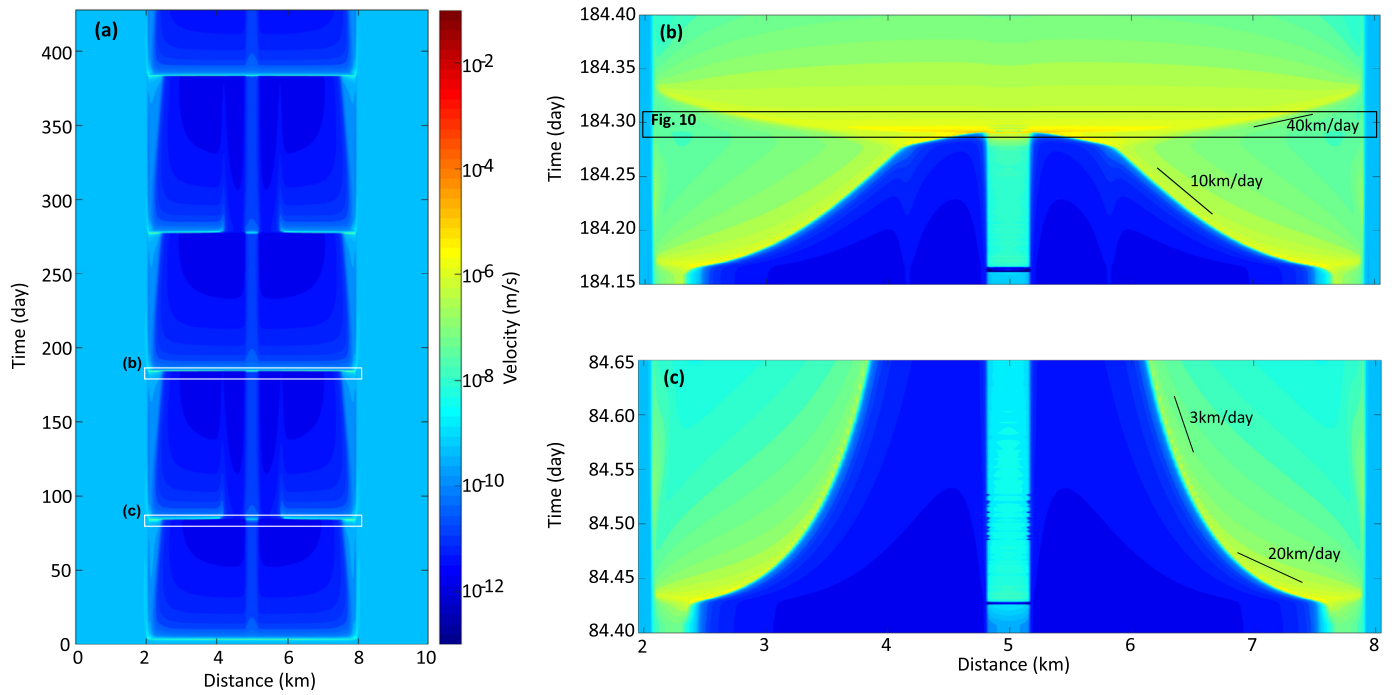 (a)
400
350
300
250
200
150
100
50
0
Time (day)
(b)
(c)
0
2
4
6
8
10
Distance (km)
10^-2
10^-4
10^-6
10^-8
10^-10
10^-12
Velocity (m/s)
(b)
184.40
184.35
184.30
184.25
184.20
184.15
Time (day)
Fig. 10
40km/day
10km/day
(c)
84.65
84.60
84.55
84.50
84.45
84.40
Time (day)
3km/day
20km/day
2
3
4
5
6
7
8
Distance (km)